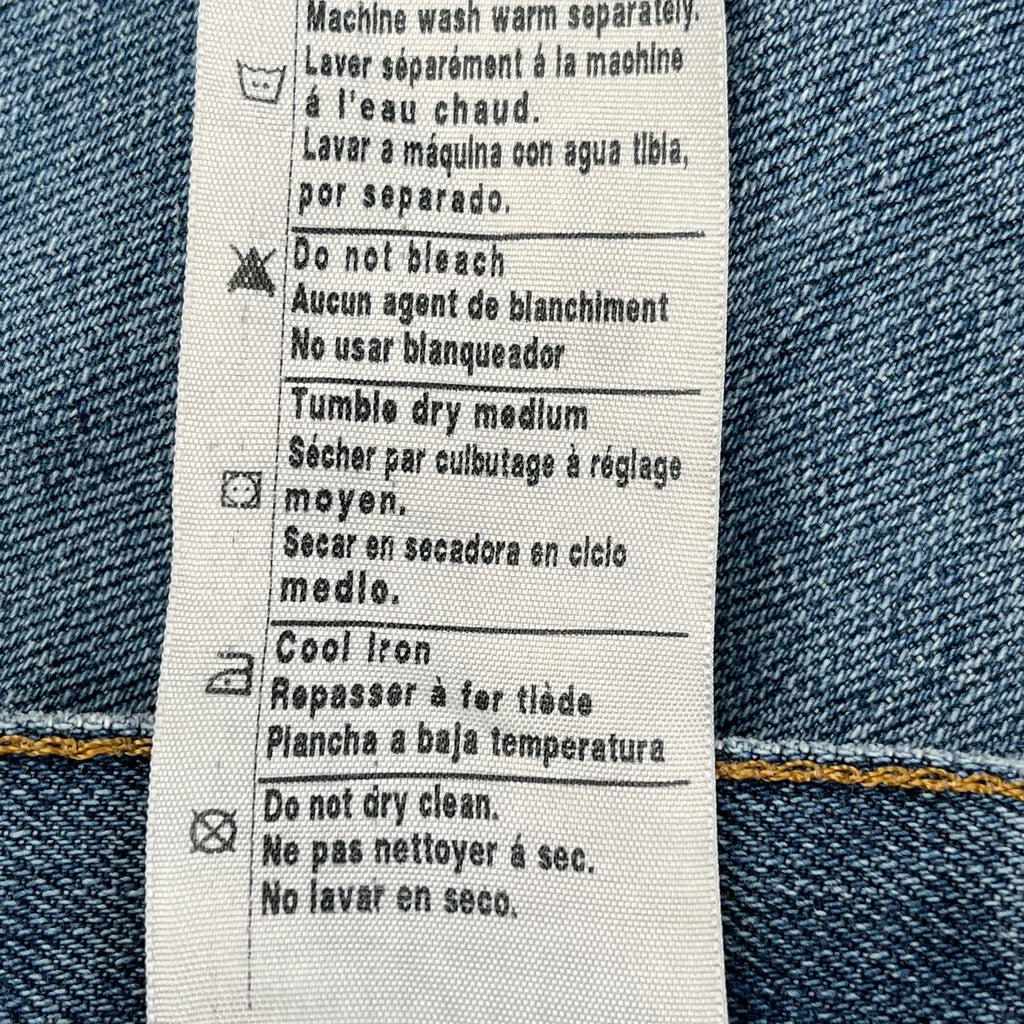 Machine wash warm separately.
Laver séparément á la machine
á l'eau chaud.
Lavar a máquina con agua tibia,
por separado.
Do not bleach
Aucun agent de blanchiment
No usar blanqueador
Tumble dry medium
Sécher par culbutage à réglage
moyen.
Secar en secadora en ciclo
medio.
Cool Iron
Repasser à fer tiède
Plancha a baja temperatura
Do not dry clean.
Ne pas nettoyer á sec.
No lavar en seco.